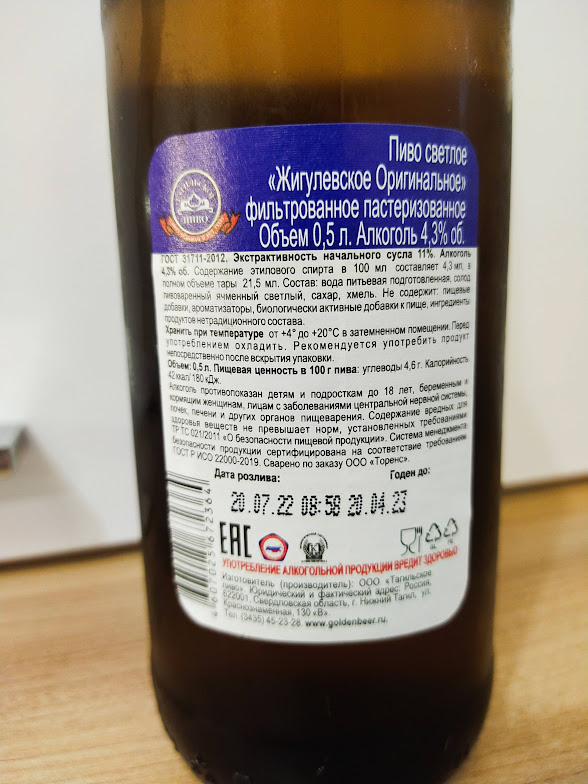 Пиво светлое
«Жигулевское Оригинальное»
фильтрованное пастеризованное
Объем 0,5 л. Алкоголь 4,3% об.
ПИВО
ГОСТ 31711-2012. Экстрактивность начального сусла 11%. Алкоголь
4,3% об. Содержание этилового спирта в 100 мл составляет 4,3 мл, в
полном объеме тары 21,5 мл. Состав: вода питьевая подготовленная, солод
пивоваренный ячменный светлый, сахар, хмель. Не содержит: пищевые
добавки, ароматизаторы, биологически активные добавки к пище, ингредиенты
продуктов нетрадиционного состава.
Хранить при температуре от +4° до +20°С в затемненном помещении. Перед
употреблением охладить. Рекомендуется употребить продукт
непосредственно после вскрытия упаковки.
Объем: 0,5 л. Пищевая ценность в 100 г пива: углеводы 4,6 г. Калорийность
42 ккал/ 180 кДж.
Алкоголь противопоказан детям и подросткам до 18 лет, беременным и
кормящим женщинам, лицам с заболеваниями центральной нервной системы,
почек, печени и других органов пищеварения. Содержание вредных для
здоровья веществ не превышает норм, установленных требованиями
ТР ТС 021/2011 «О безопасности пищевой продукции». Система менеджмента
безопасности продукции сертифицирована на соответствие требованиям
ГОСТ Р ИСО 22000-2019. Сварено по заказу ООО «Торенс».
Дата розлива: Годен до:
20.07.22 08:58 20.04.23
EAC
УПОТРЕБЛЕНИЕ АЛКОГОЛЬНОЙ ПРОДУКЦИИ ВРЕДИТ ЗДОРОВЬЮ
Изготовитель (производитель): ООО «Тагильское
пиво». Юридический и фактический адрес: Россия,
622001, Свердловская область, г. Нижний Тагил, ул.
Краснознаменная, 130 «В».
Тел. (3435) 45-23-28. www.goldenbeer.ru.